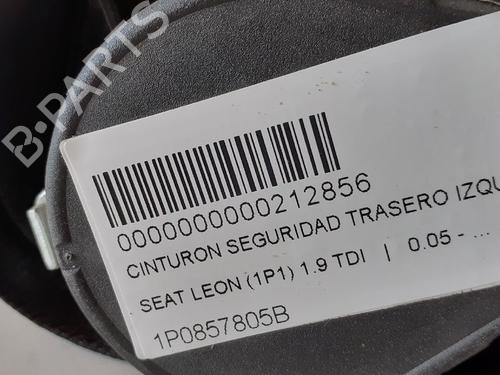 B-PARTS
0000000000212856
CINTURON SEGURIDAD TRASERO IZQU
SEAT LEON (1P1) 1.9 TDI | 0.05 - ...
1P0857805B